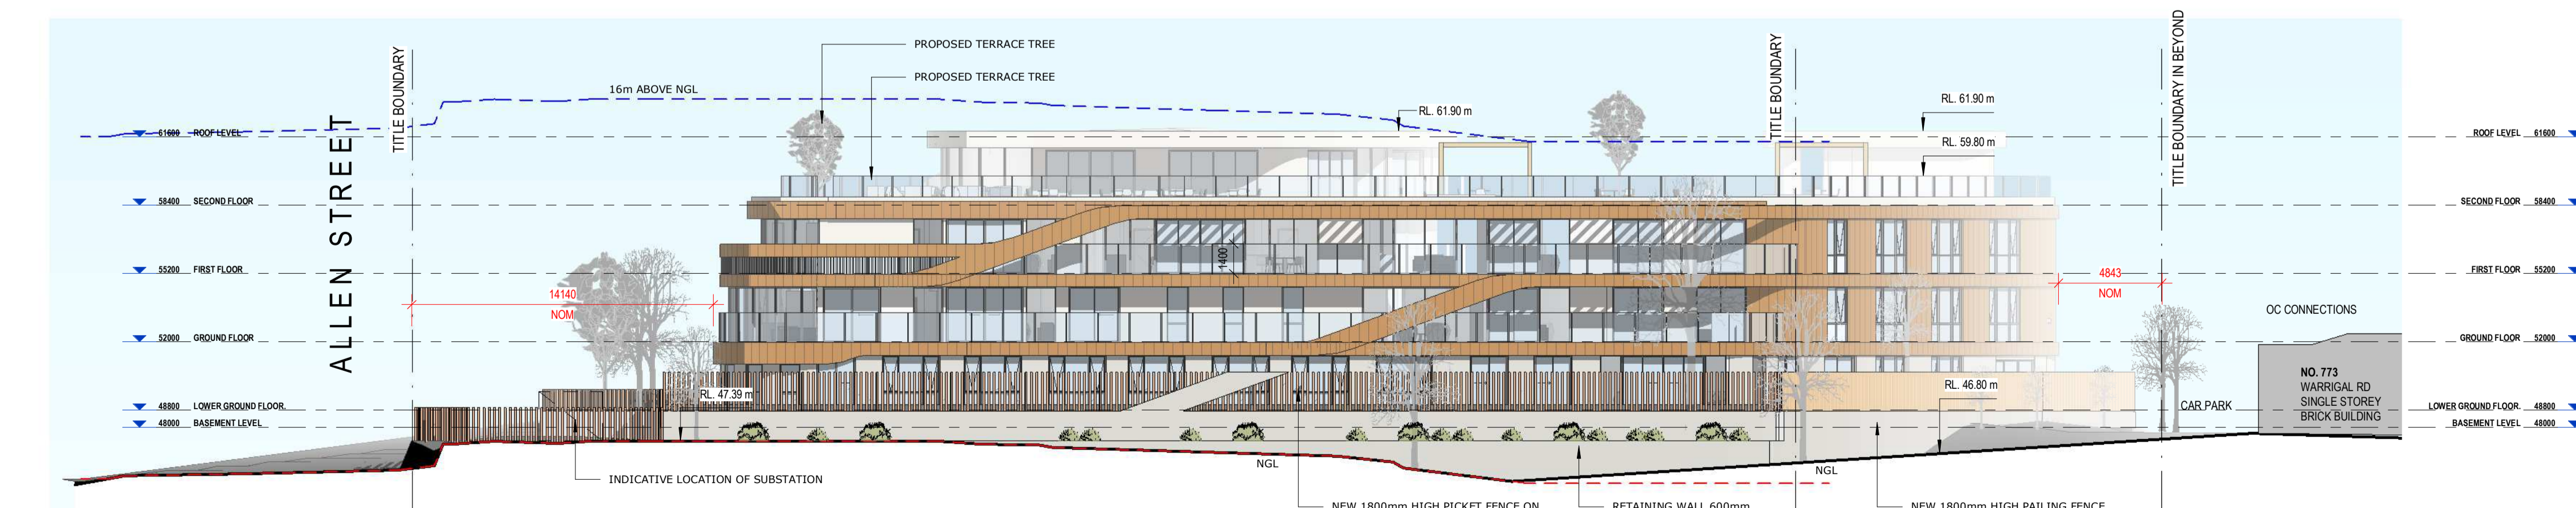 PROPOSED TERRACE TREE
PROPOSED TERRACE TREE
16m ABOVE NGL
TITLE BOUNDARY
ALLEN STREET
TITLE BOUNDARY
TITLE BOUNDARY IN BEYOND
RL. 61.90 m
RL. 61.90 m
RL. 59.80 m
61600 ROOF LEVEL
58400 SECOND FLOOR
55200 FIRST FLOOR
52000 GROUND FLOOR
48800 LOWER GROUND FLOOR.
48000 BASEMENT LEVEL
14140
NOM
1400
4843
NOM
RL. 47.39 m
RL. 46.80 m
OC CONNECTIONS
NO. 773
WARRIGAL RD
SINGLE STOREY
BRICK BUILDING
CAR PARK
ROOF LEVEL 61600
SECOND FLOOR 58400
FIRST FLOOR 55200
GROUND FLOOR 52000
LOWER GROUND FLOOR. 48800
BASEMENT LEVEL 48000
NGL
NGL
INDICATIVE LOCATION OF SUBSTATION
NEW 1800mm HIGH PICKET FENCE ON
RETAINING WALL 600mm
NEW 1800mm HIGH PAILING FENCE